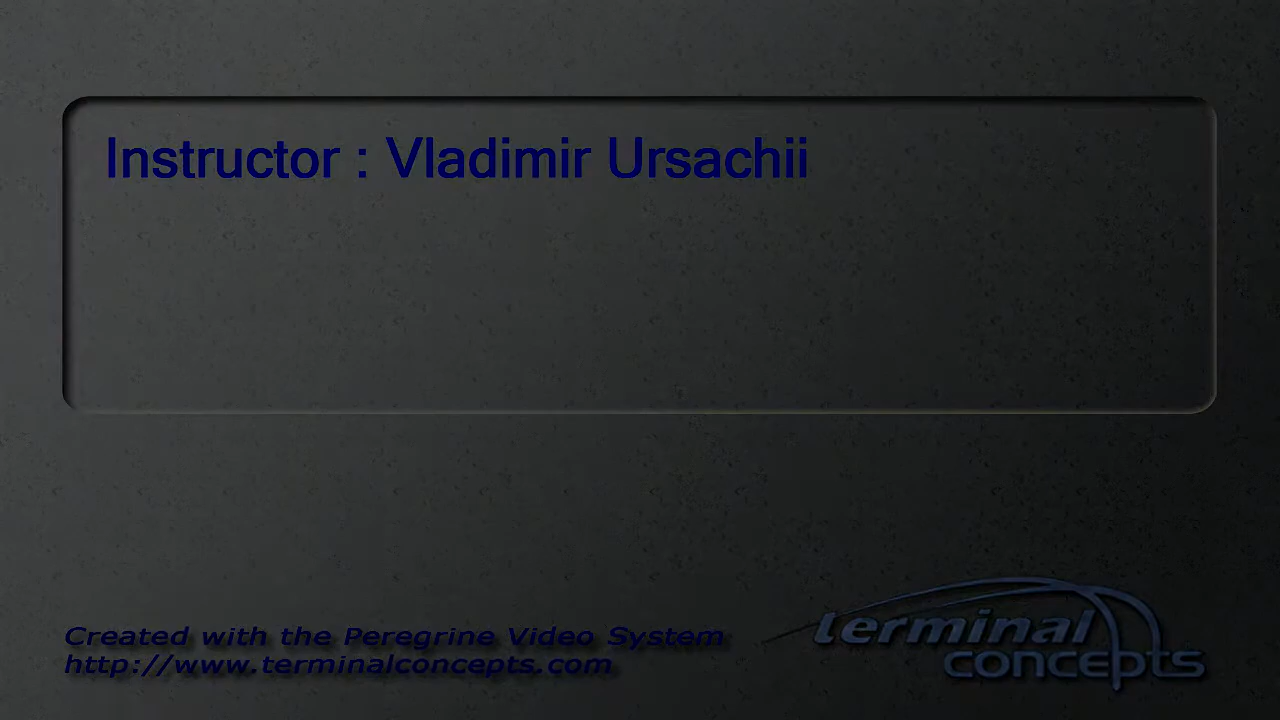 Instructor : Vladimir Ursachii
Created with the Peregrine Video System
http://www.terminalconcepts.com
terminal
concepts